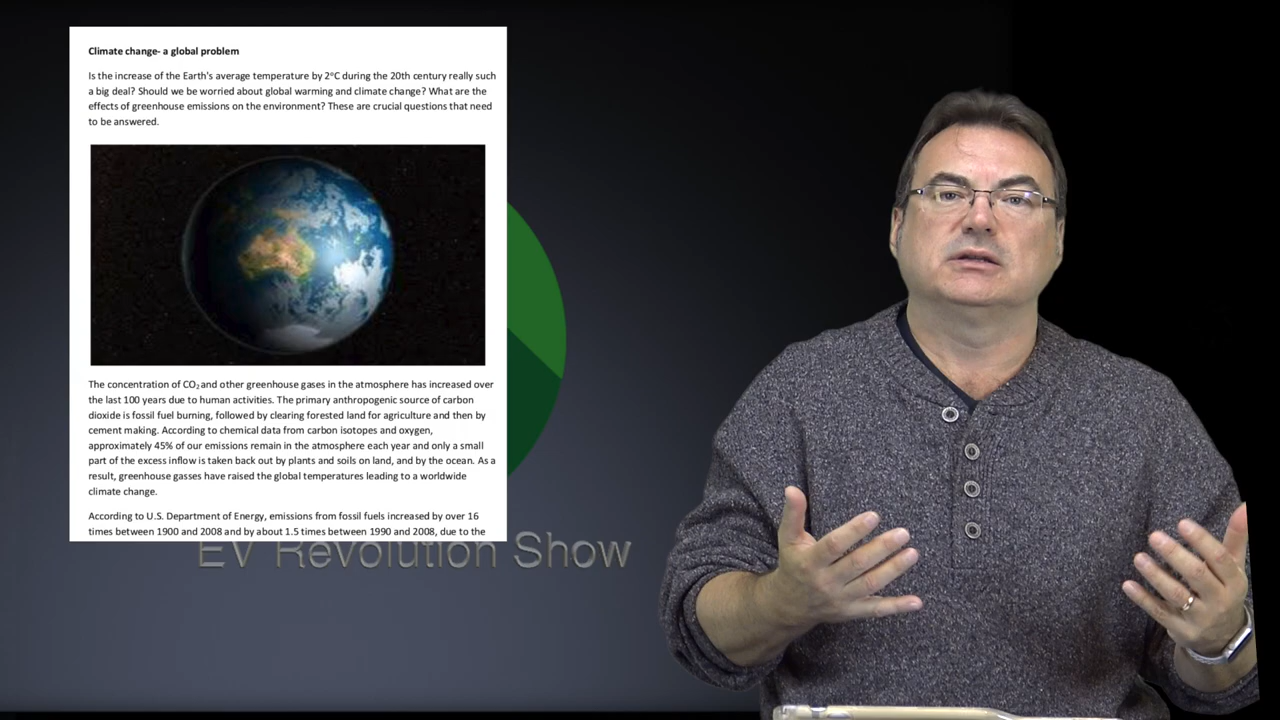 Climate change- a global problem
Is the increase of the Earth's average temperature by 2°C during the 20th century really such
a big deal? Should we be worried about global warming and climate change? What are the
effects of greenhouse emissions on the environment? These are crucial questions that need
to be answered.
The concentration of CO₂ and other greenhouse gases in the atmosphere has increased over
the last 100 years due to human activities. The primary anthropogenic source of carbon
dioxide is fossil fuel burning, followed by clearing forested land for agriculture and then by
cement making. According to chemical data from carbon isotopes and oxygen,
approximately 45% of our emissions remain in the atmosphere each year and only a small
part of the excess inflow is taken back out by plants and soils on land, and by the ocean. As a
result, greenhouse gasses have raised the global temperatures leading to a worldwide
climate change.
According to U.S. Department of Energy, emissions from fossil fuels increased by over 16
times between 1900 and 2008 and by about 1.5 times between 1990 and 2008, due to the
EV Revolution Show